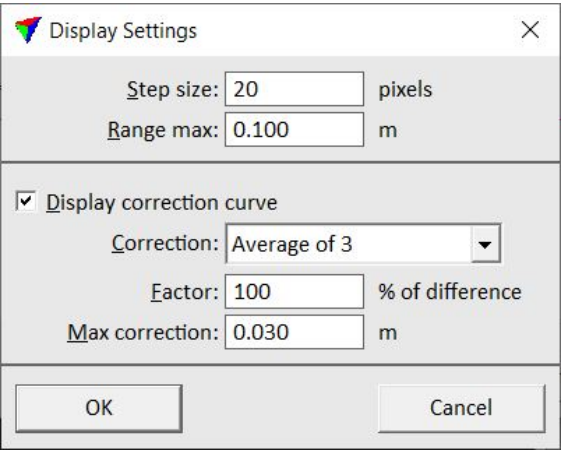 Display Settings
Step size: 20 pixels
Range max: 0.100 m
Display correction curve
Correction: Average of 3
Factor: 100 % of difference
Max correction: 0.030 m
OK Cancel